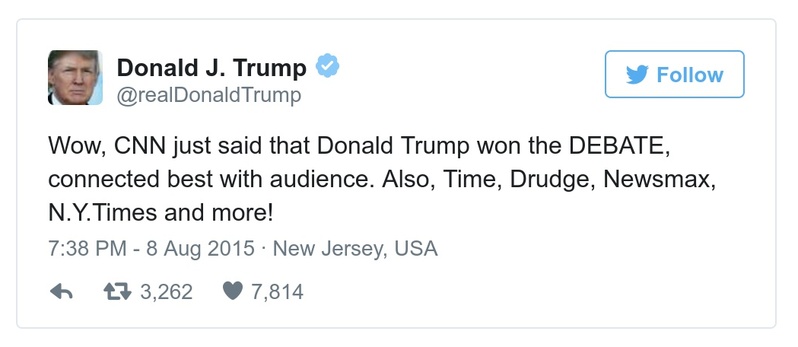 Donald J. Trump
@realDonaldTrump
Follow
Wow, CNN just said that Donald Trump won the DEBATE,
connected best with audience. Also, Time, Drudge, Newsmax,
N.Y.Times and more!
7:38 PM - 8 Aug 2015 · New Jersey, USA
3,262 7,814